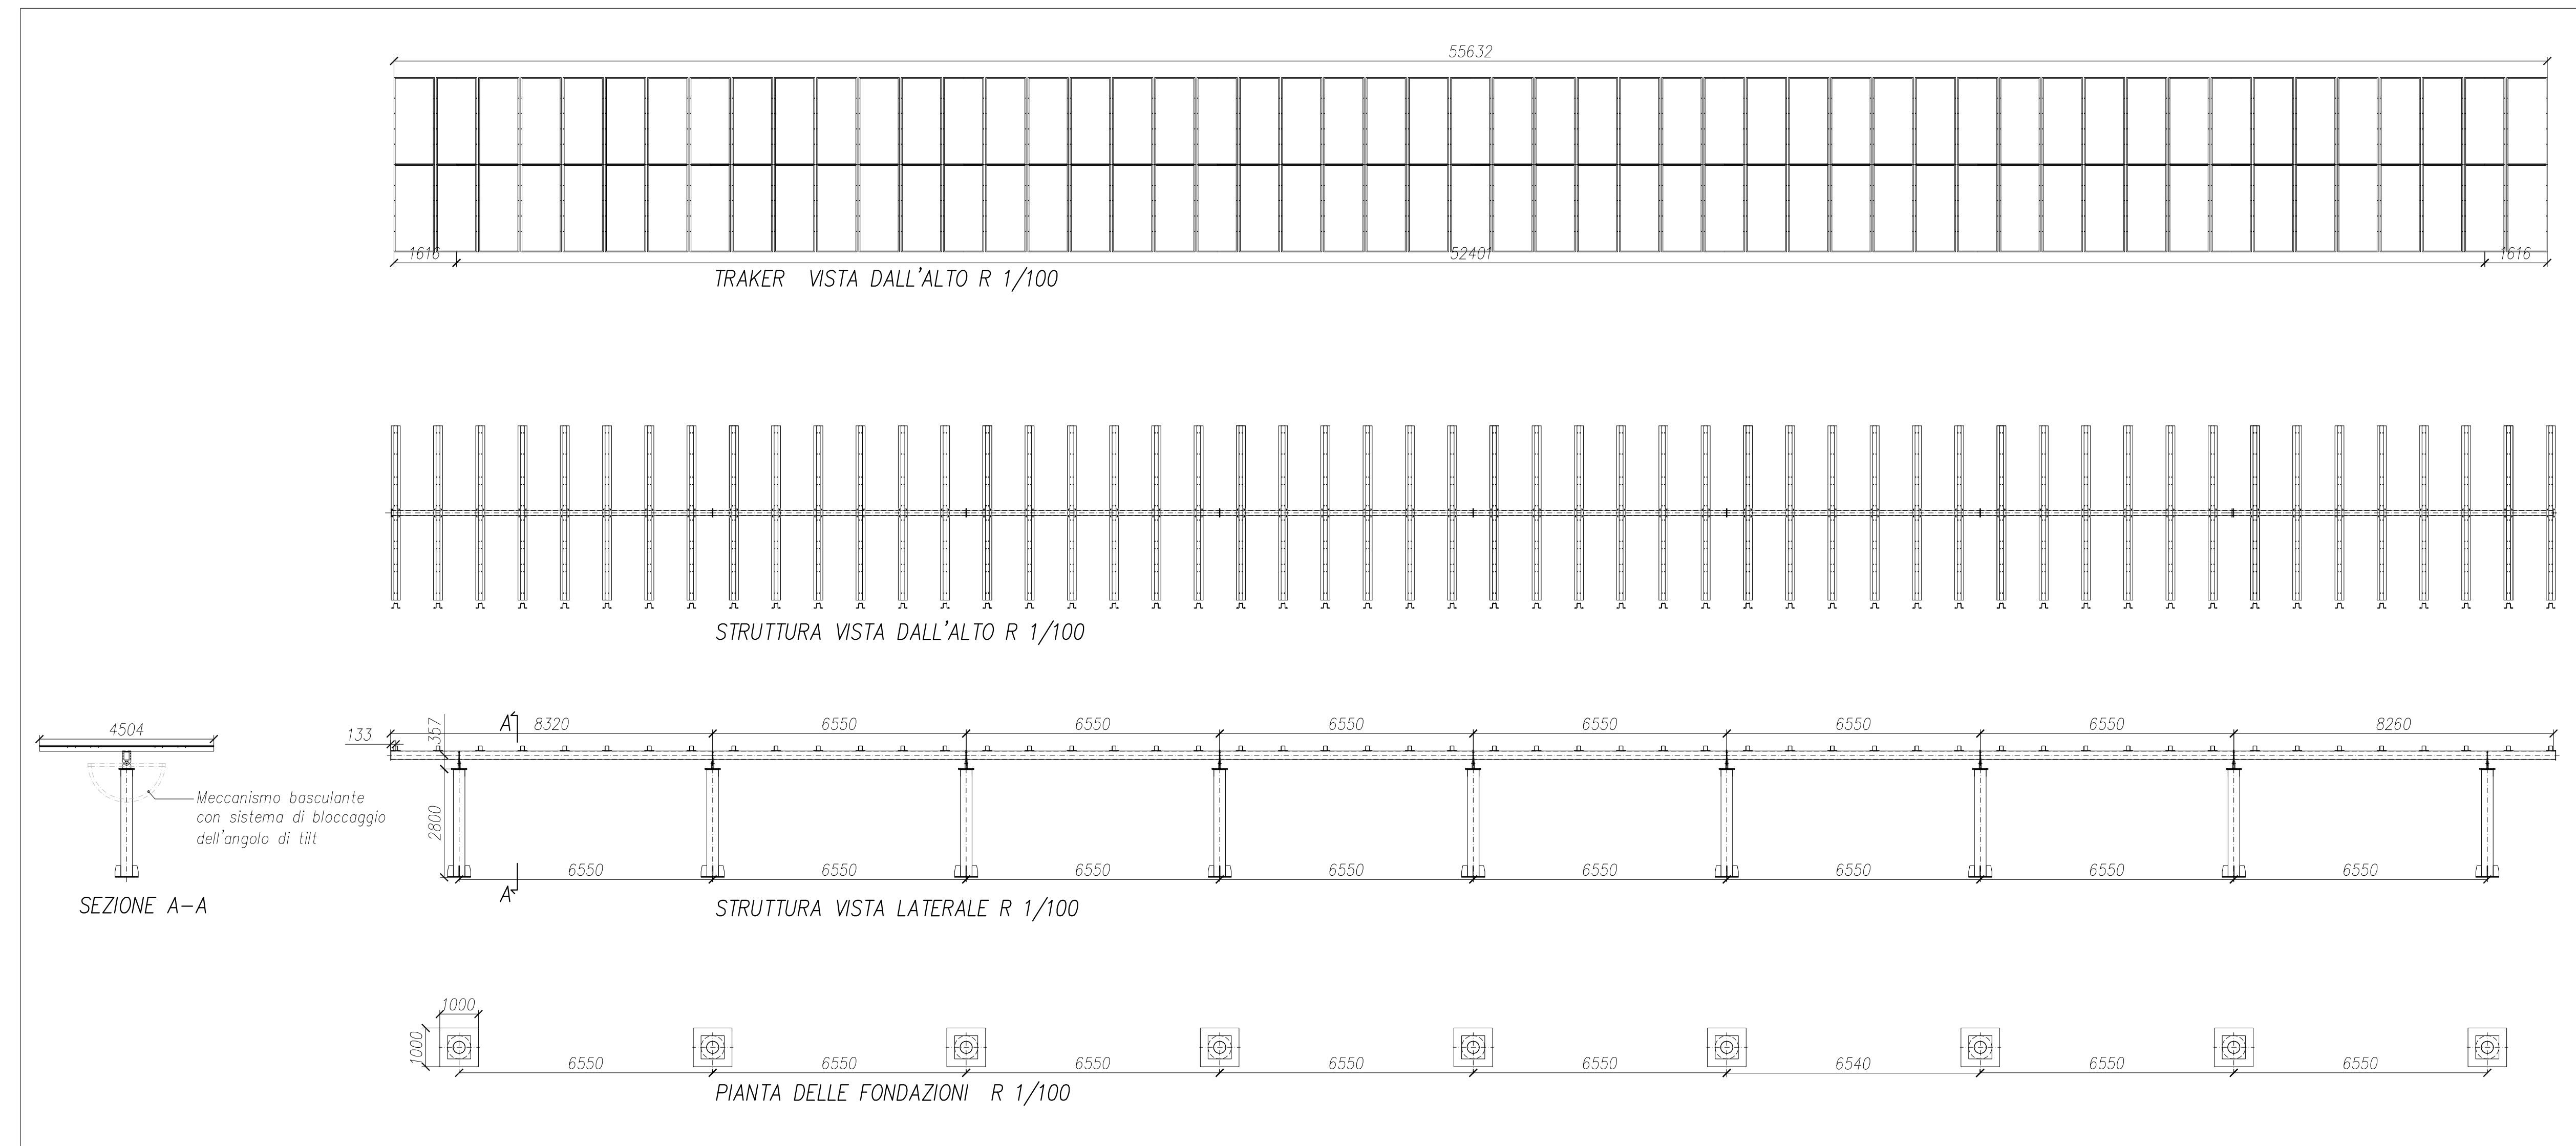 55632
1616 52401 1616
TRAKER VISTA DALL'ALTO R 1/100
STRUTTURA VISTA DALL'ALTO R 1/100
4504
Meccanismo basculante
con sistema di bloccaggio
dell'angolo di tilt
SEZIONE A-A
133 357 A 8320 6550 6550 6550 6550 6550 6550 8260
2800
A 6550 6550 6550 6550 6550 6550 6550 6550
STRUTTURA VISTA LATERALE R 1/100
1000
1000
6550 6550 6550 6550 6550 6540 6550 6550
PIANTA DELLE FONDAZIONI R 1/100